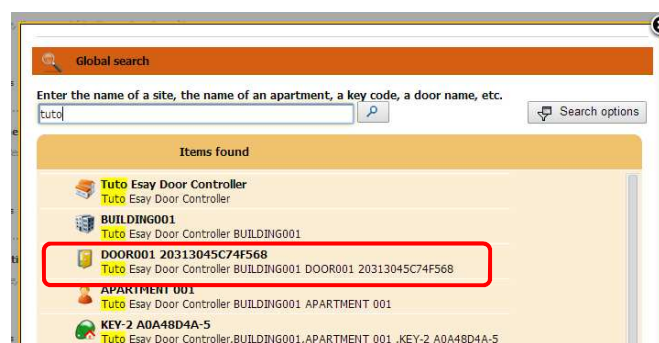 Global search
Enter the name of a site, the name of an apartment, a key code, a door name, etc.
tuto
Search options
Items found
Tuto Esay Door Controller
Tuto Esay Door Controller
BUILDING001
Tuto Esay Door Controller BUILDING001
DOOR001 20313045C74F568
Tuto Esay Door Controller BUILDING001 DOOR001 20313045C74F568
APARTMENT 001
Tuto Esay Door Controller BUILDING001 APARTMENT 001
KEY-2 A0A48D4A-5
Tuto Esay Door Controller,BUILDING001,APARTMENT 001 ,KEY-2 A0A48D4A-5